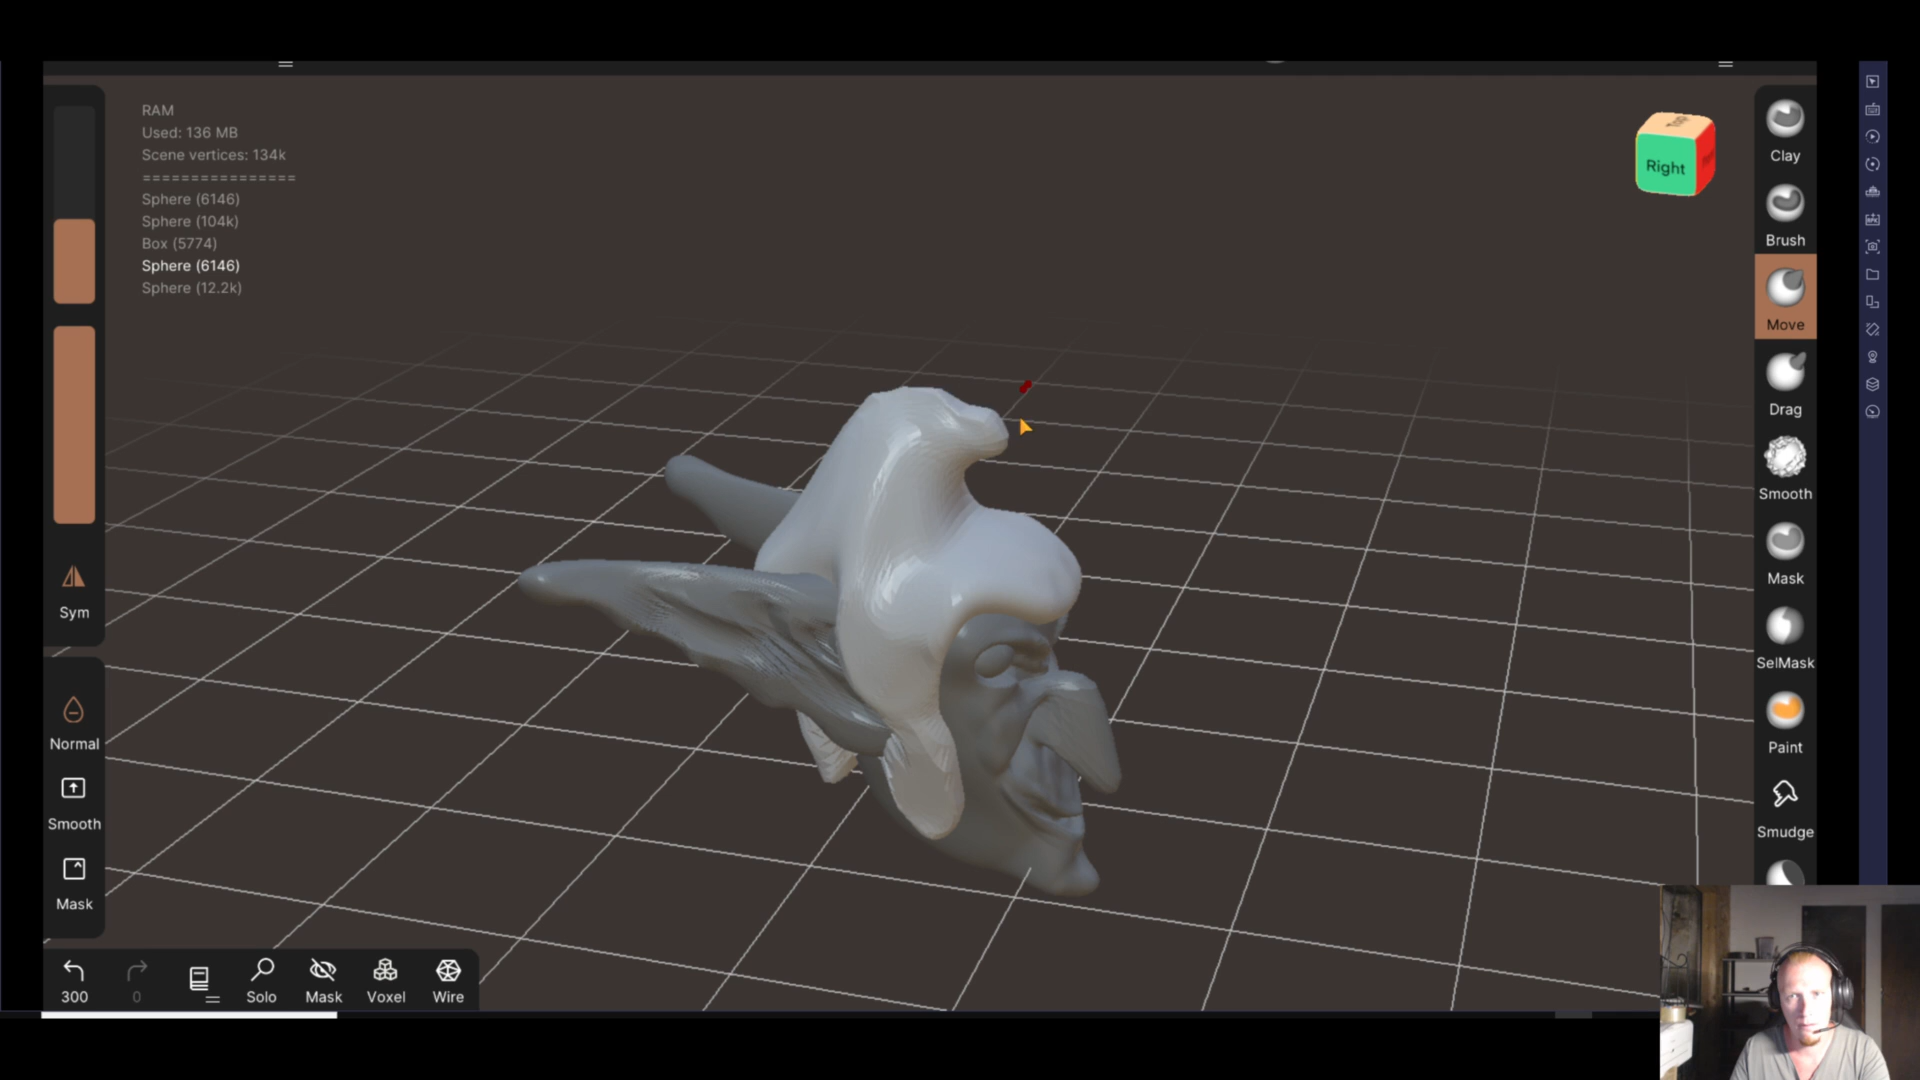 RAM
Used: 136 MB
Scene vertices: 134k
================
Sphere (6146)
Sphere (104k)
Box (5774)
Sphere (6146)
Sphere (12.2k)
Sym
Normal
Smooth
Mask
300
0
Solo
Mask
Voxel
Wire
Top
Right
Clay
Brush
Move
Drag
Smooth
Mask
SelMask
Paint
Smudge